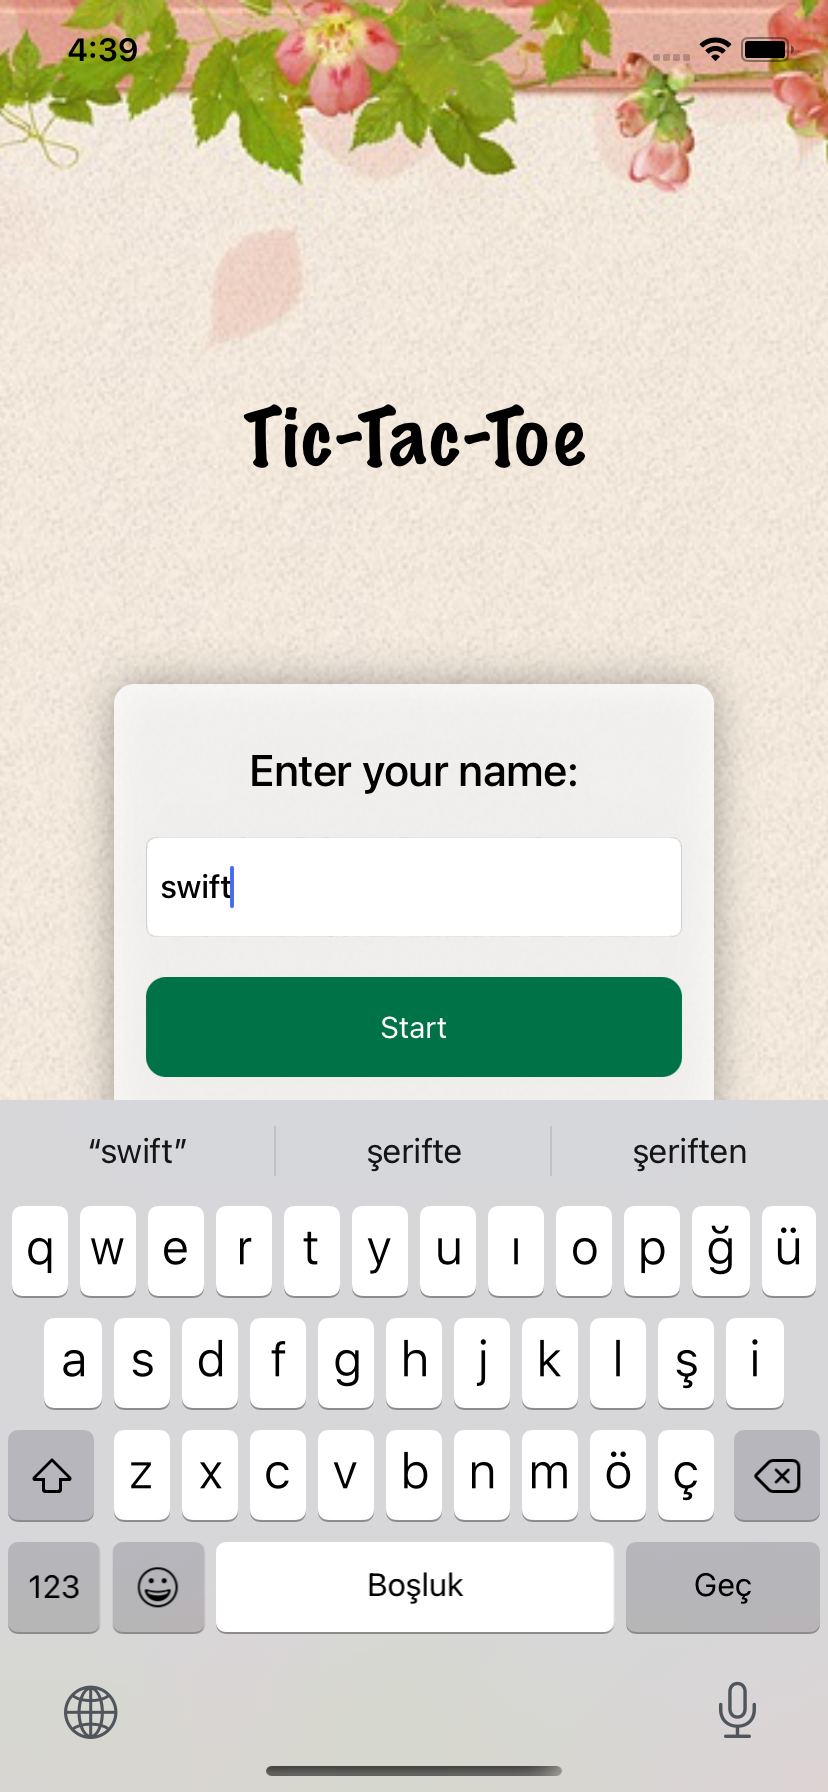 4:39
Tic-Tac-Toe
Enter your name:
swift
Start
“swift” şerifte şeriften
q w e r t y u ı o p ğ ü
a s d f g h j k l ş i
z x c v b n m ö ç
123 Boşluk Geç